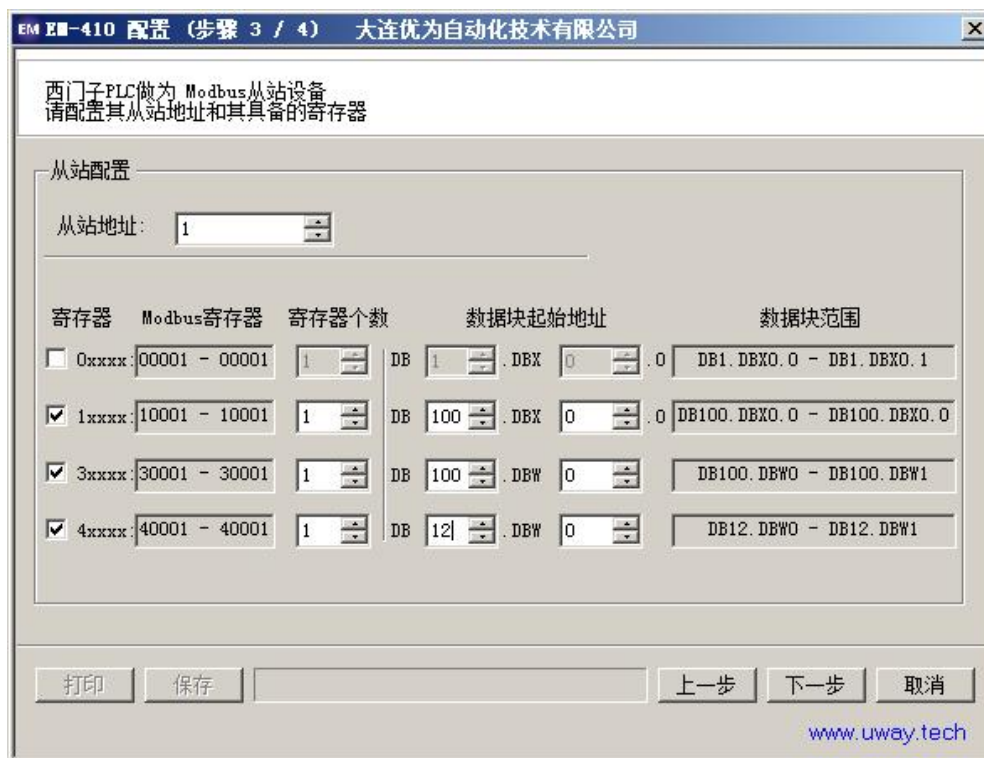 EM EM-410 配置 (步骤 3 / 4) 大连优为自动化技术有限公司
西门子PLC做为 Modbus从站设备
请配置其从站地址和其具备的寄存器
从站配置
从站地址: 1
寄存器 Modbus寄存器 寄存器个数 数据块起始地址 数据块范围
0xxxx: 00001 - 00001 1 DB 1 . DBX 0 . 0 DB1.DBX0.0 - DB1.DBX0.1
1xxxx: 10001 - 10001 1 DB 100 . DBX 0 . 0 DB100.DBX0.0 - DB100.DBX0.0
3xxxx: 30001 - 30001 1 DB 100 . DBW 0 DB100.DBW0 - DB100.DBW1
4xxxx: 40001 - 40001 1 DB 12 . DBW 0 DB12.DBW0 - DB12.DBW1
打印 保存 上一步 下一步 取消
www.uway.tech